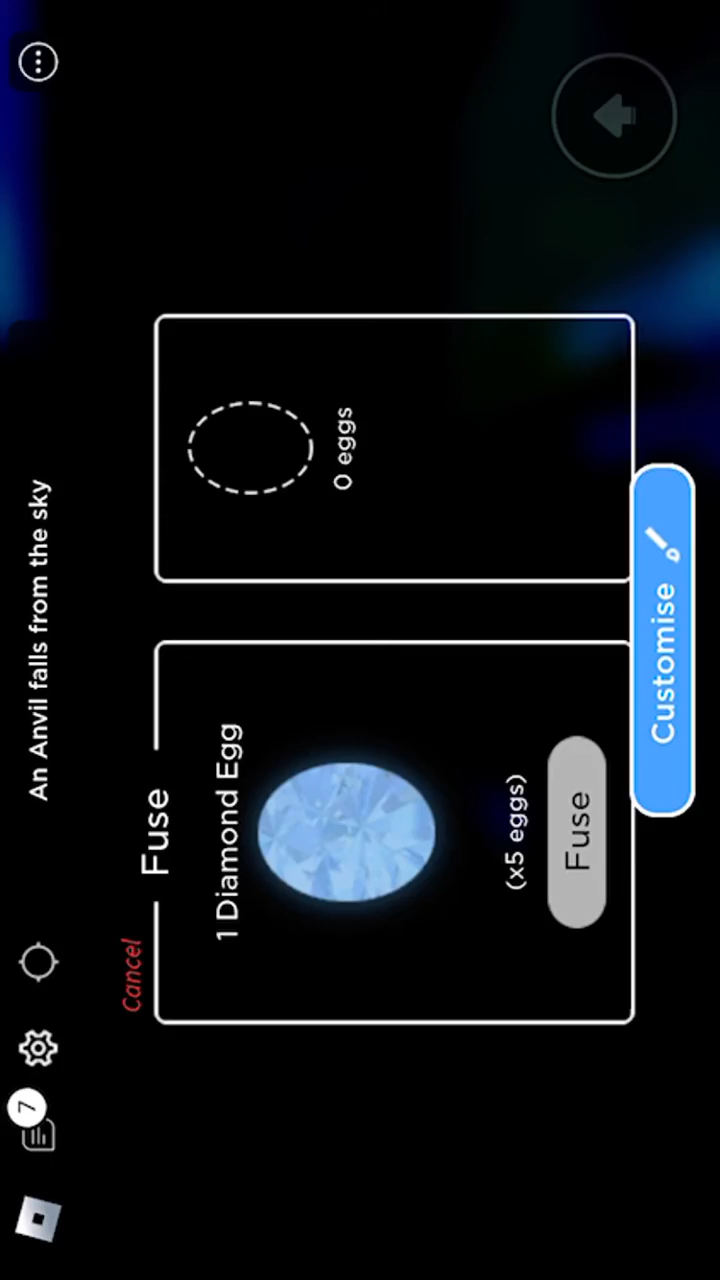 7
An Anvil falls from the sky
Cancel
Fuse
1 Diamond Egg
(x5 eggs)
Fuse
0 eggs
Customise